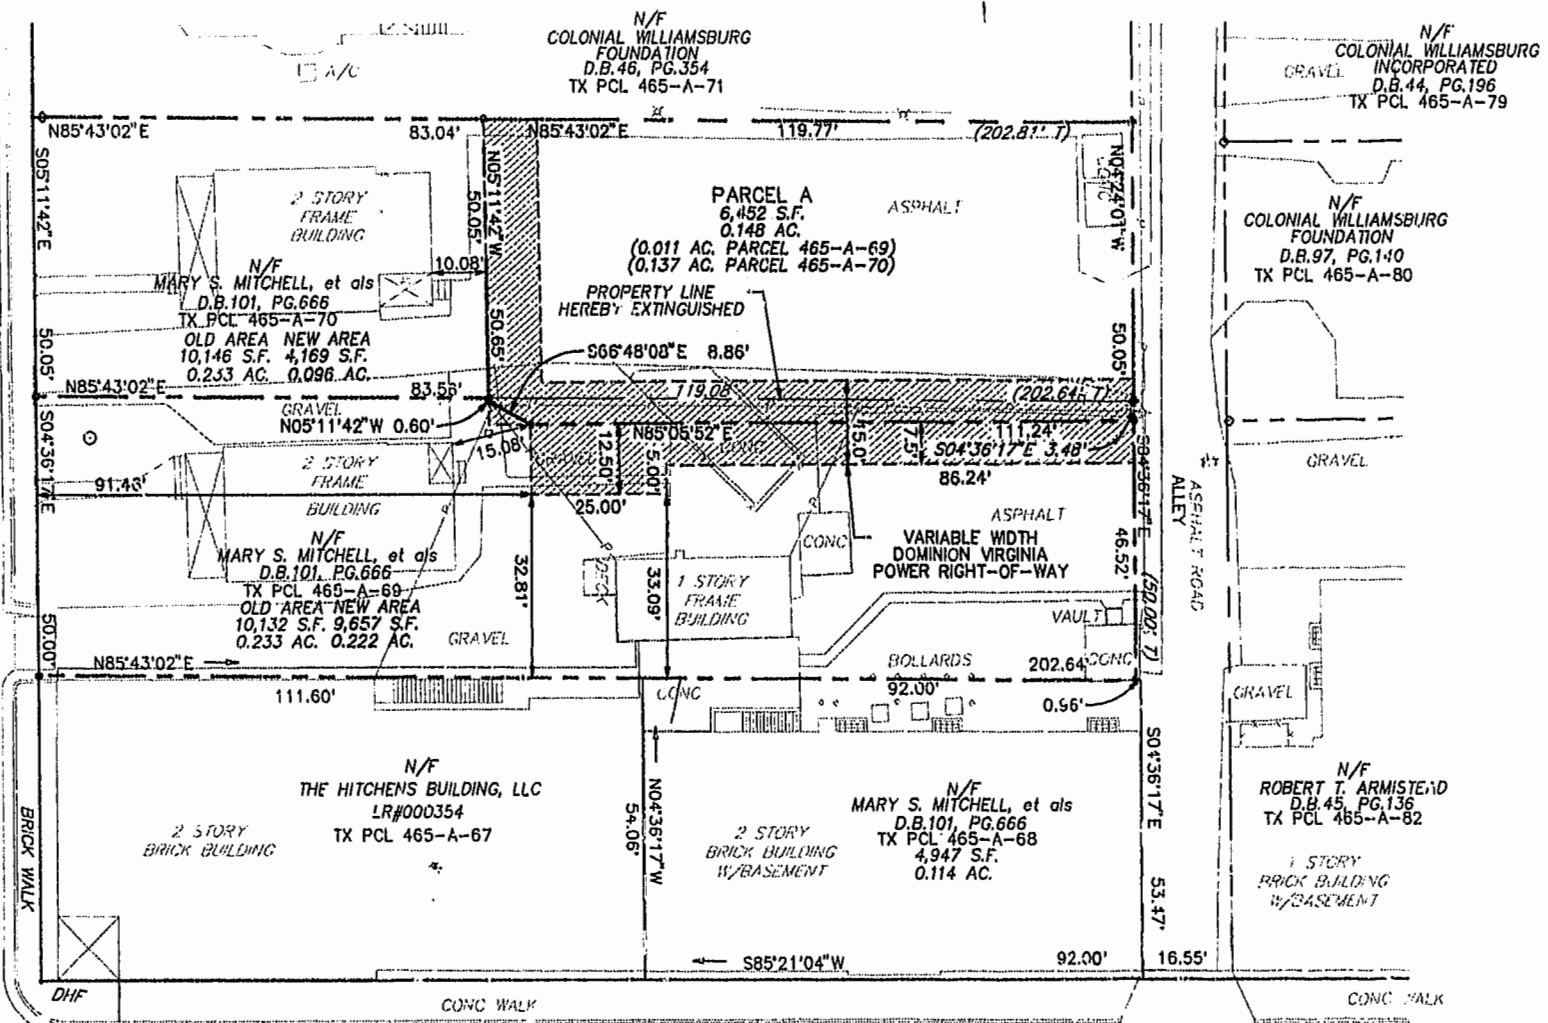 N/F
COLONIAL WILLIAMSBURG
FOUNDATION
D.B.46, PG.354
TX PCL 465-A-71
N/F
COLONIAL WILLIAMSBURG
INCORPORATED
D.B.44, PG.196
TX PCL 465-A-79
GRAVEL
A/C
N85°43'02"E
83.04'
N85°43'02"E
119.77'
(202.81' T)
S05°11'42"E
50.05'
N05°11'42"W
50.05'
2 STORY
FRAME
BUILDING
10.08'
N/F
MARY S. MITCHELL, et als
D.B.101, PG.666
TX PCL 465-A-70
OLD AREA NEW AREA
10,146 S.F. 4,169 S.F.
0.233 AC. 0.096 AC.
PARCEL A
6,452 S.F.
0.148 AC.
(0.011 AC. PARCEL 465-A-69)
(0.137 AC. PARCEL 465-A-70)
ASPHALT
CONC
N04°24'01"W
50.05'
PROPERTY LINE
HEREBY EXTINGUISHED
N/F
COLONIAL WILLIAMSBURG
FOUNDATION
D.B.97, PG.140
TX PCL 465-A-80
50.65'
S66°48'08"E 8.86'
N85°43'02"E
83.56'
119.08
(202.64' T)
GRAVEL
N05°11'42"W 0.60'
15.08'
N85°05'52"E
111.24'
S04°36'17"E 3.48'
CONC
12.50'
5.00'
15.0'
7.5'
86.24'
25.00'
S04°36'17"E
50.00'
2 STORY
FRAME
BUILDING
91.46'
N/F
MARY S. MITCHELL, et als
D.B.101, PG.666
TX PCL 465-A-69
OLD AREA NEW AREA
10,132 S.F. 9,657 S.F.
0.233 AC. 0.222 AC.
GRAVEL
32.81'
33.09'
DECK
1 STORY
FRAME
BUILDING
CONC
ASPHALT
VARIABLE WIDTH
DOMINION VIRGINIA
POWER RIGHT-OF-WAY
S04°36'17"E
46.52'
(50.00' T)
ALLEY
ASPHALT ROAD
GRAVEL
VAULT
CONC
BOLLARDS
N85°43'02"E
111.60'
CONC
92.00'
202.64
0.96'
GRAVEL
N/F
THE HITCHENS BUILDING, LLC
LR#000354
TX PCL 465-A-67
2 STORY
BRICK BUILDING
N04°36'17"W
54.06'
N/F
MARY S. MITCHELL, et als
D.B.101, PG.666
TX PCL 465-A-68
4,947 S.F.
0.114 AC.
2 STORY
BRICK BUILDING
W/BASEMENT
S04°36'17"E
53.47'
N/F
ROBERT T. ARMISTEAD
D.B.45, PG.136
TX PCL 465-A-82
1 STORY
BRICK BUILDING
W/BASEMENT
BRICK WALK
S85°21'04"W
92.00'
16.55'
DHF
CONC WALK
CONC WALK